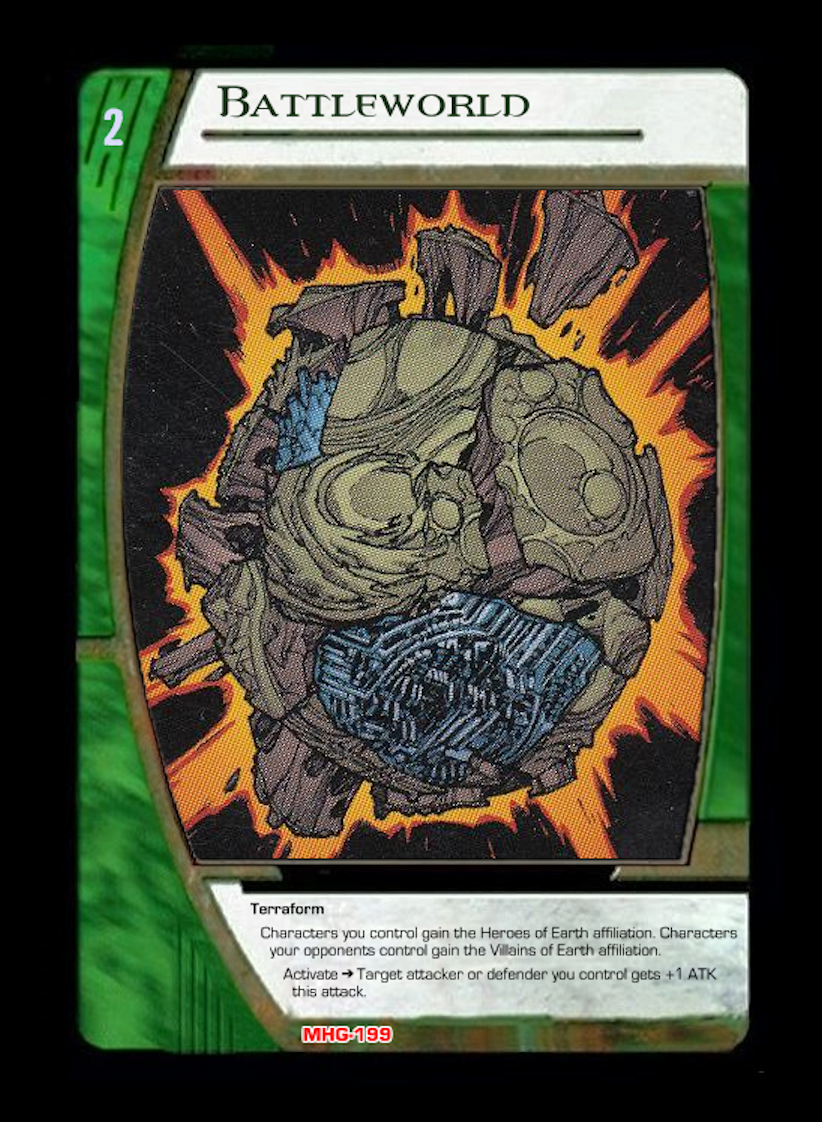 2
Battleworld
Terraform
Characters you control gain the Heroes of Earth affiliation. Characters
your opponents control gain the Villains of Earth affiliation.
Activate ➔ Target attacker or defender you control gets +1 ATK
this attack.
MHG-199